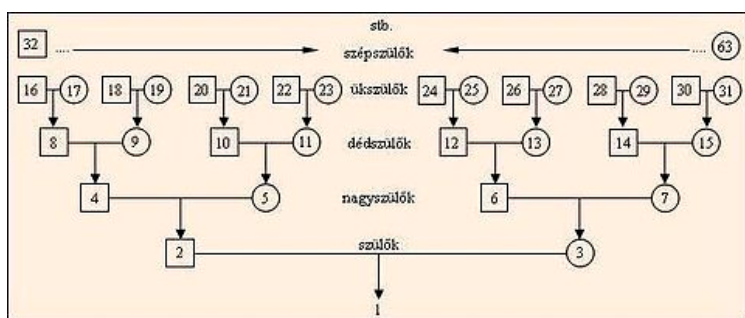 stb.
32 .... szépszülők .... 63
16 17 18 19 20 21 22 23 ükszülők 24 25 26 27 28 29 30 31
8 9 10 11 dédszülők 12 13 14 15
4 5 nagyszülők 6 7
2 szülők 3
1